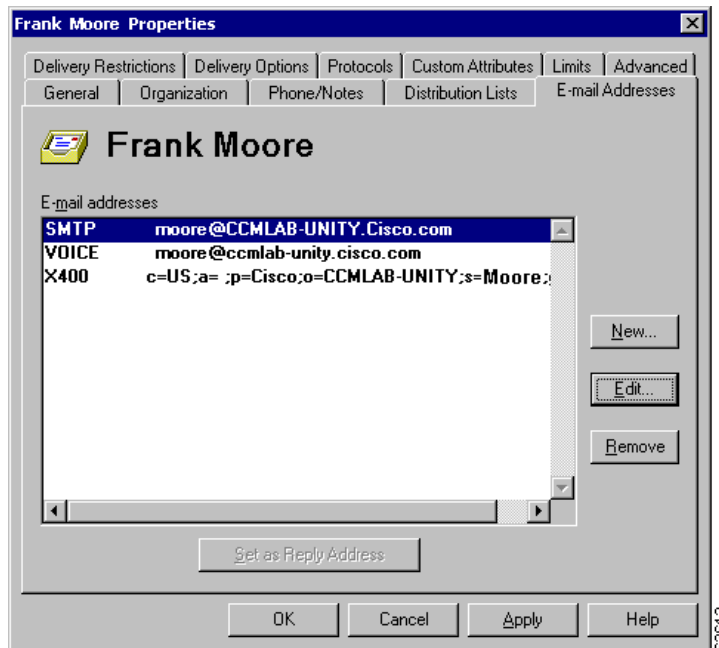 Frank Moore Properties
Delivery Restrictions Delivery Options Protocols Custom Attributes Limits Advanced
General Organization Phone/Notes Distribution Lists E-mail Addresses
Frank Moore
E-mail addresses
SMTP moore@CCMLAB-UNITY.Cisco.com
VOICE moore@ccmlab-unity.cisco.com
X400 c=US;a= ;p=Cisco;o=CCMLAB-UNITY;s=Moore;
New...
Edit...
Remove
Set as Reply Address
OK Cancel Apply Help